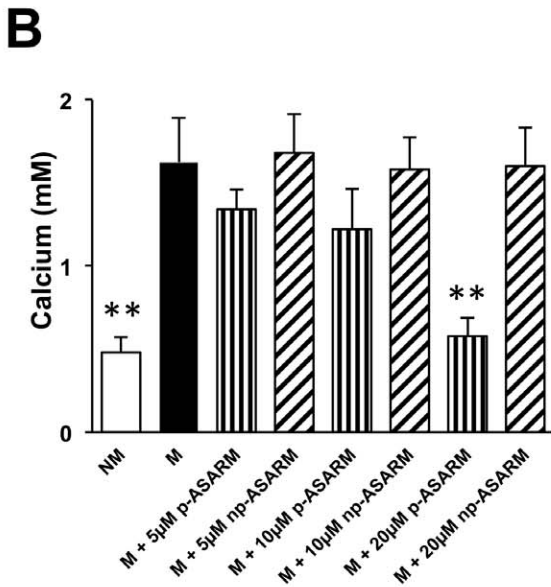 B
Calcium (mM)
2
1
0
**
**
NM
M
M + 5µM p-ASARM
M + 5µM np-ASARM
M + 10µM p-ASARM
M + 10µM np-ASARM
M + 20µM p-ASARM
M + 20µM np-ASARM